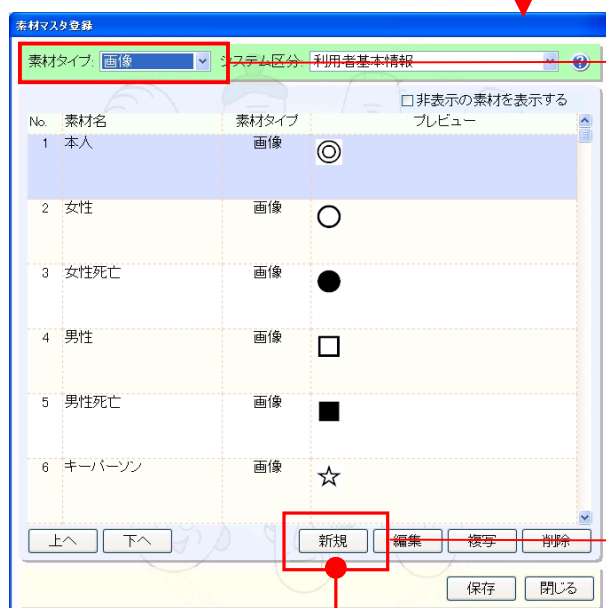 素材マスタ登録
素材タイプ: 画像 システム区分: 利用者基本情報
□非表示の素材を表示する
No. 素材名 素材タイプ プレビュー
1 本人 画像 ◎
2 女性 画像 ○
3 女性死亡 画像 ●
4 男性 画像 □
5 男性死亡 画像 ■
6 キーパーソン 画像 ☆
上へ 下へ 新規 編集 複写 削除
保存 閉じる